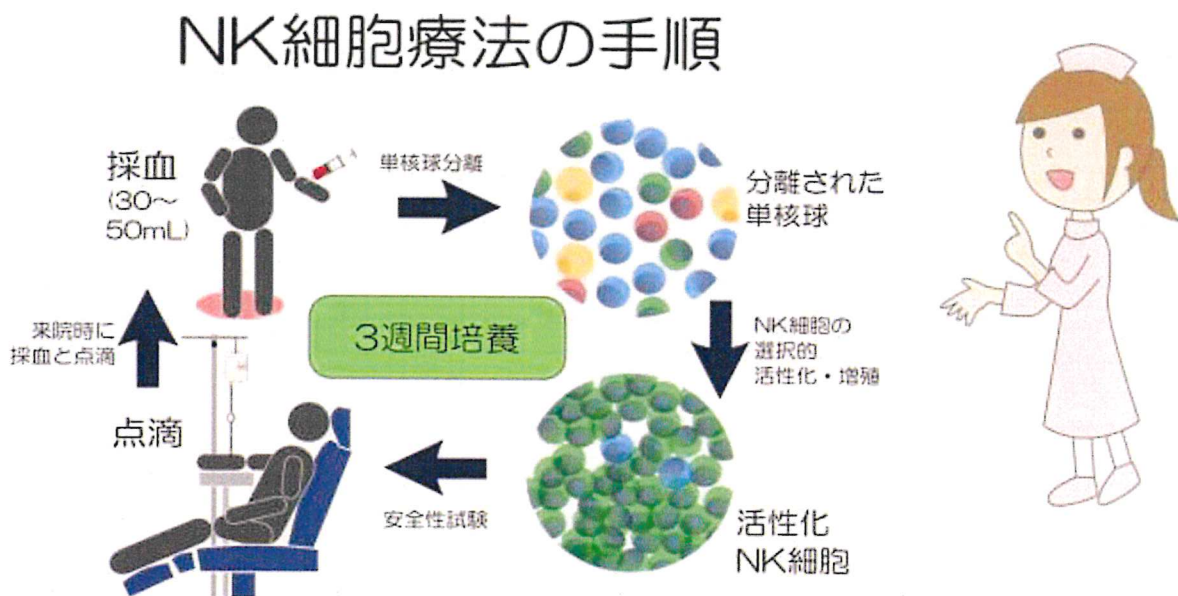 NK細胞療法の手順
採血
(30～
50mL)
単核球分離
分離された
単核球
NK細胞の
選択的
活性化・増殖
3週間培養
活性化
NK細胞
安全性試験
点滴
来院時に
採血と点滴